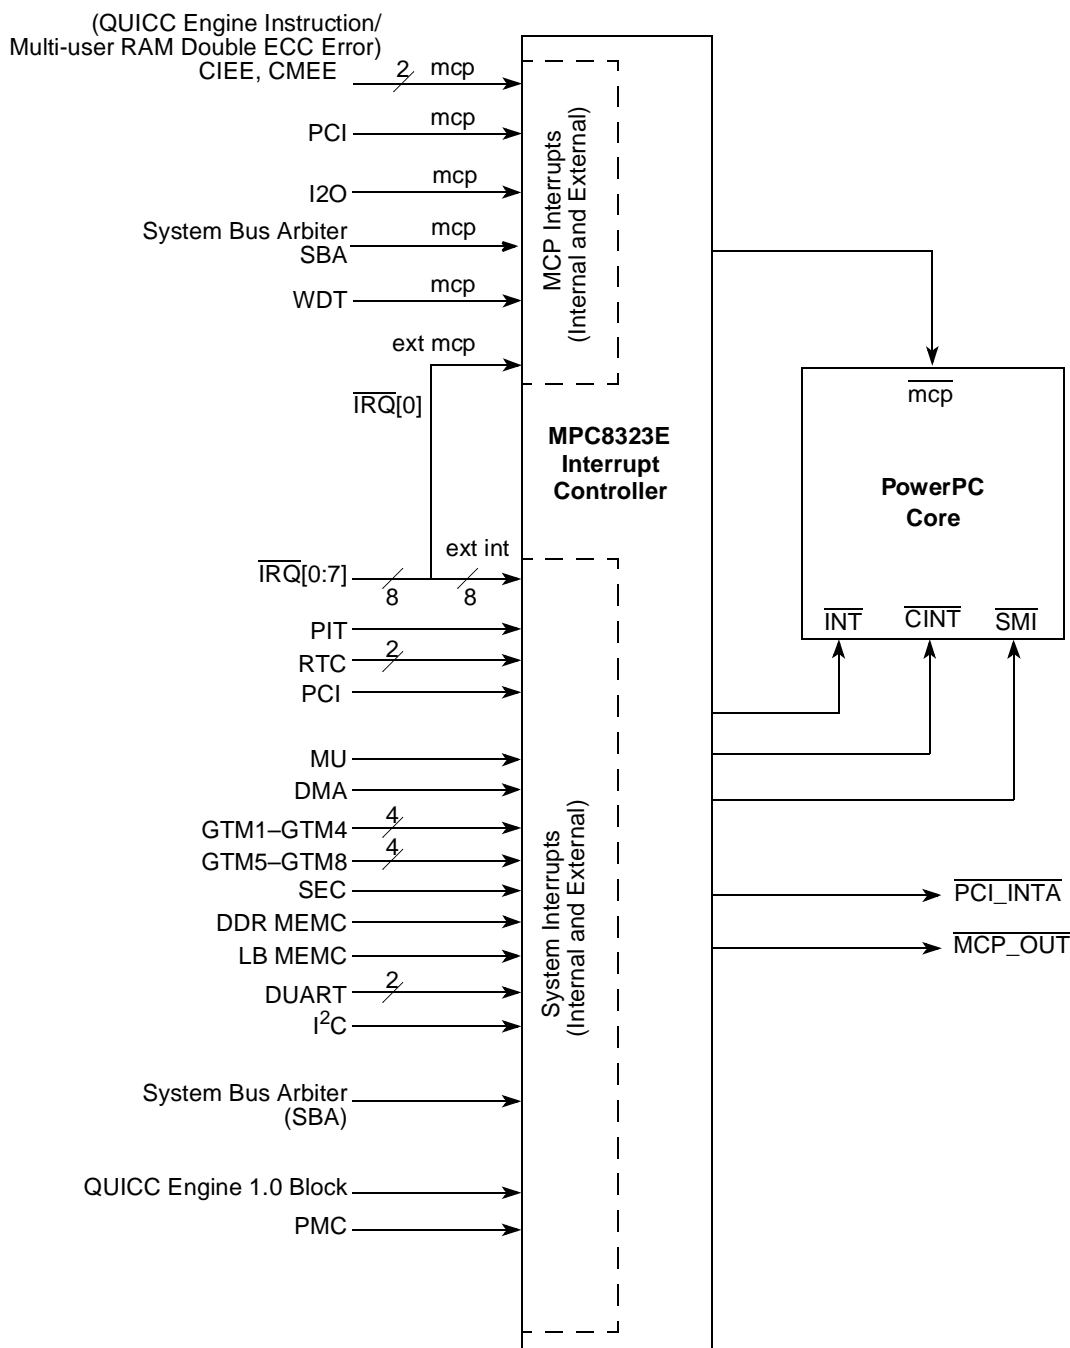 (QUICC Engine Instruction/
Multi-user RAM Double ECC Error)
CIEE, CMEE
2
mcp
PCI
mcp
I2O
mcp
System Bus Arbiter
SBA
mcp
WDT
mcp
ext mcp
IRQ[0]
MCP Interrupts
(Internal and External)
MPC8323E
Interrupt
Controller
mcp
PowerPC
Core
INT
CINT
SMI
ext int
IRQ[0:7]
8
8
PIT
RTC
2
PCI
MU
DMA
GTM1–GTM4
4
GTM5–GTM8
4
SEC
DDR MEMC
LB MEMC
DUART
2
I2C
System Bus Arbiter
(SBA)
QUICC Engine 1.0 Block
PMC
System Interrupts
(Internal and External)
PCI_INTA
MCP_OUT